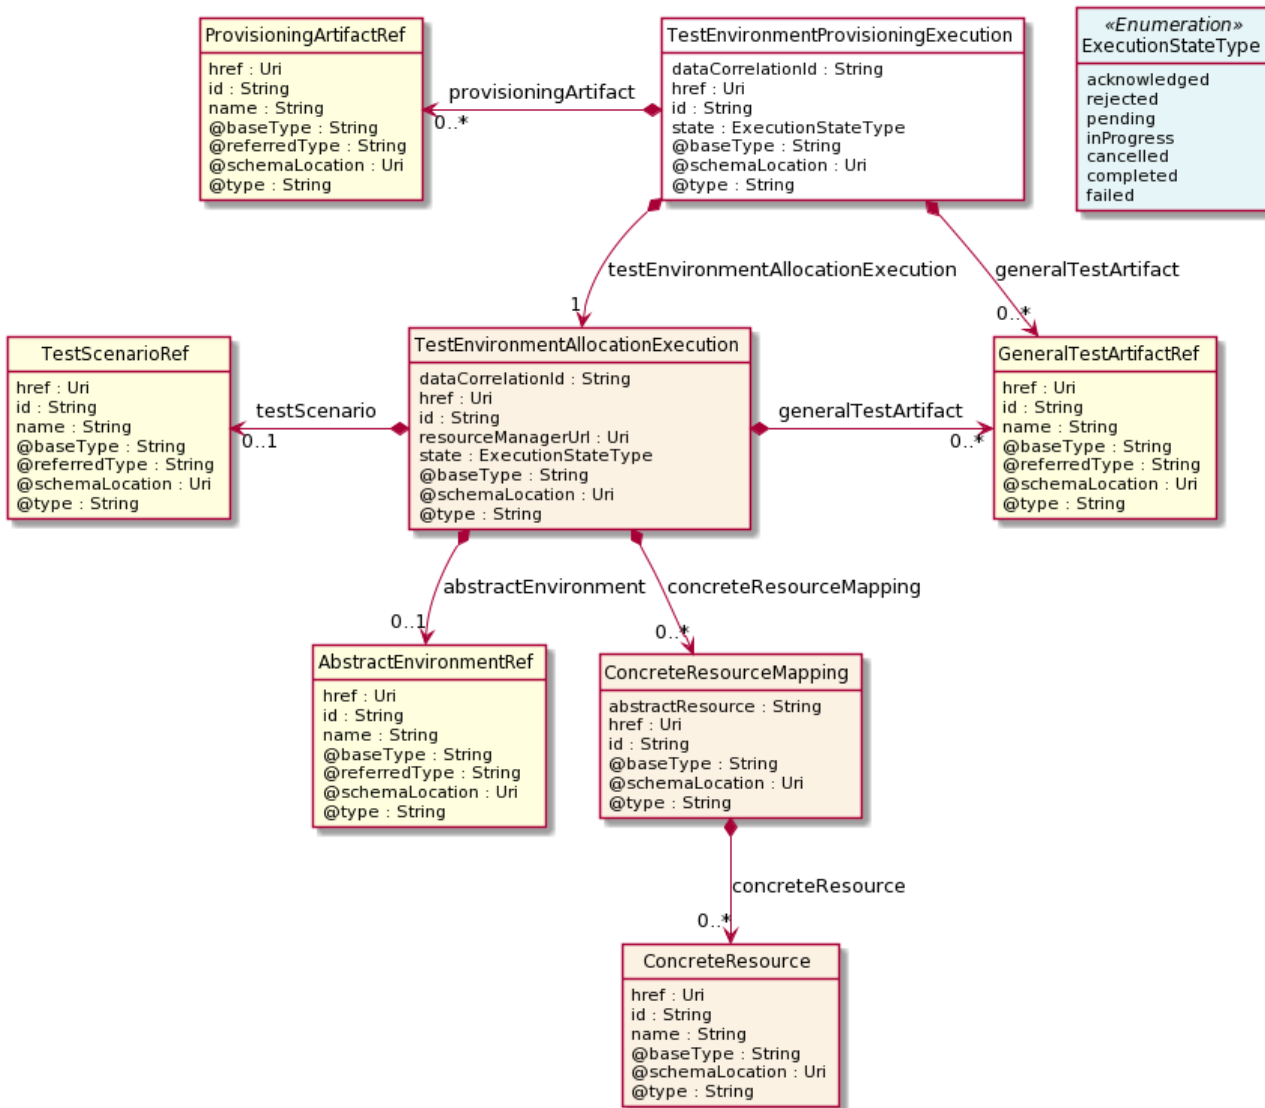 ProvisioningArtifactRef
href : Uri
id : String
name : String
@baseType : String
@referredType : String
@schemaLocation : Uri
@type : String
provisioningArtifact
0..*
TestEnvironmentProvisioningExecution
dataCorrelationId : String
href : Uri
id : String
state : ExecutionStateType
@baseType : String
@schemaLocation : Uri
@type : String
«Enumeration»
ExecutionStateType
acknowledged
rejected
pending
inProgress
cancelled
completed
failed
testEnvironmentAllocationExecution
1
generalTestArtifact
0..*
TestScenarioRef
href : Uri
id : String
name : String
@baseType : String
@referredType : String
@schemaLocation : Uri
@type : String
testScenario
0..1
TestEnvironmentAllocationExecution
dataCorrelationId : String
href : Uri
id : String
resourceManagerUrl : Uri
state : ExecutionStateType
@baseType : String
@schemaLocation : Uri
@type : String
generalTestArtifact
0..*
GeneralTestArtifactRef
href : Uri
id : String
name : String
@baseType : String
@referredType : String
@schemaLocation : Uri
@type : String
abstractEnvironment
0..1
concreteResourceMapping
0..*
AbstractEnvironmentRef
href : Uri
id : String
name : String
@baseType : String
@referredType : String
@schemaLocation : Uri
@type : String
ConcreteResourceMapping
abstractResource : String
href : Uri
id : String
@baseType : String
@schemaLocation : Uri
@type : String
concreteResource
0..*
ConcreteResource
href : Uri
id : String
name : String
@baseType : String
@schemaLocation : Uri
@type : String